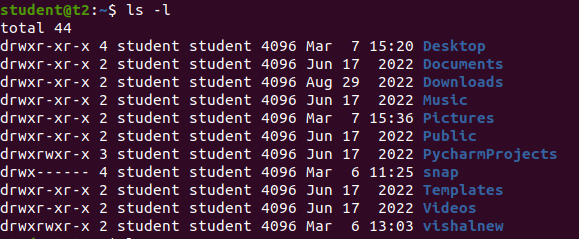 student@t2:~$ ls -l
total 44
drwxr-xr-x 4 student student 4096 Mar  7 15:20 Desktop
drwxr-xr-x 2 student student 4096 Jun 17  2022 Documents
drwxr-xr-x 2 student student 4096 Aug 29  2022 Downloads
drwxr-xr-x 2 student student 4096 Jun 17  2022 Music
drwxr-xr-x 2 student student 4096 Mar  7 15:36 Pictures
drwxr-xr-x 2 student student 4096 Jun 17  2022 Public
drwxrwxr-x 3 student student 4096 Jun 17  2022 PycharmProjects
drwx------ 4 student student 4096 Mar  6 11:25 snap
drwxr-xr-x 2 student student 4096 Jun 17  2022 Templates
drwxr-xr-x 2 student student 4096 Jun 17  2022 Videos
drwxrwxr-x 2 student student 4096 Mar  6 13:03 vishalnew